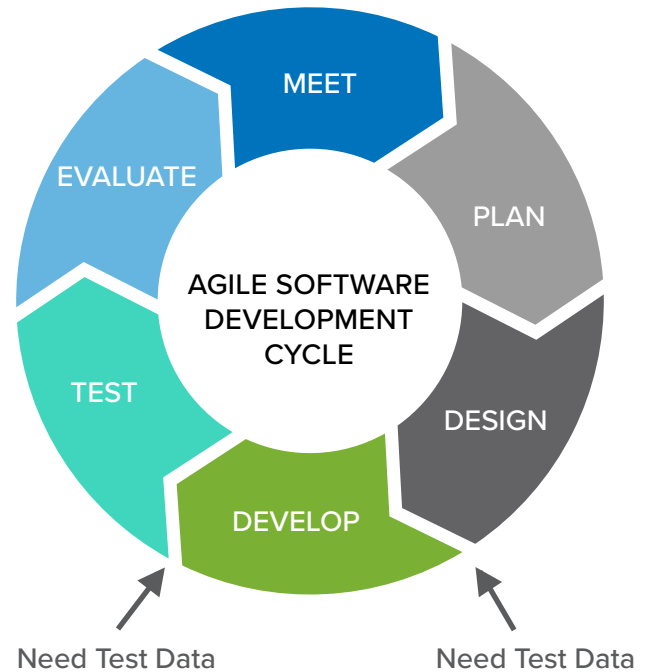 MEET
EVALUATE
PLAN
AGILE SOFTWARE
DEVELOPMENT
CYCLE
TEST
DESIGN
DEVELOP
Need Test Data
Need Test Data